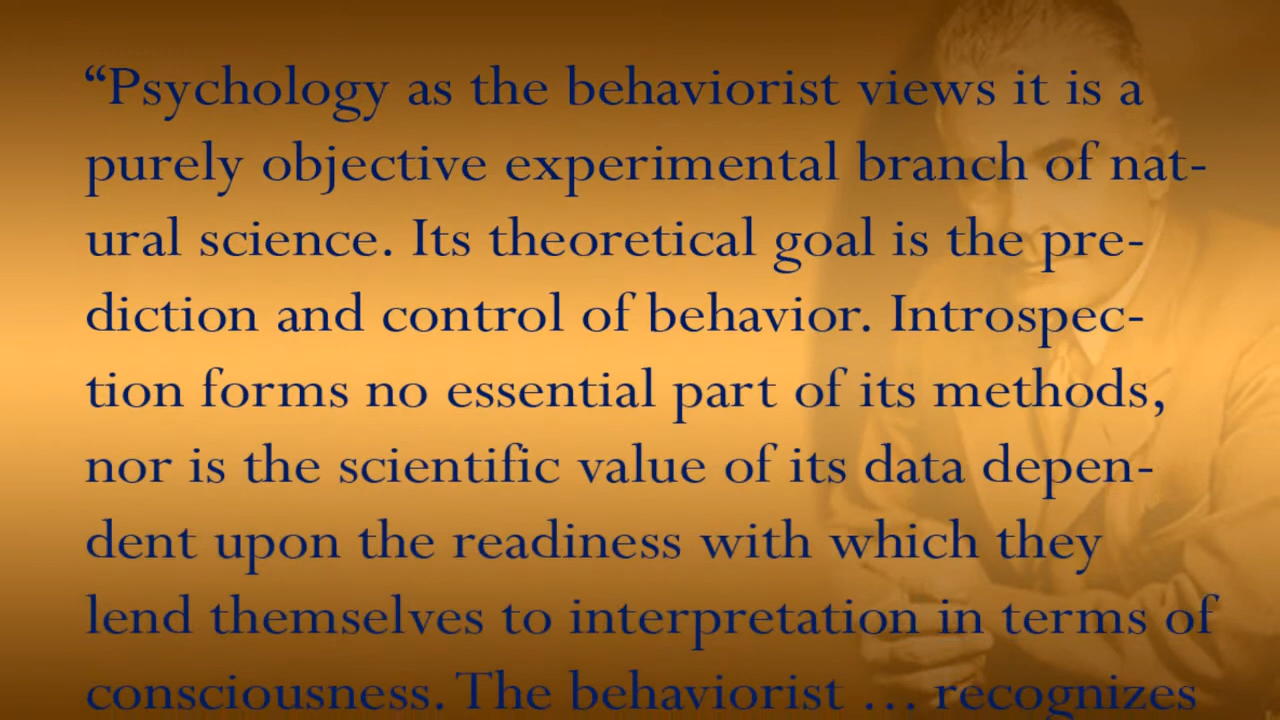 “Psychology as the behaviorist views it is a
purely objective experimental branch of nat-
ural science. Its theoretical goal is the pre-
diction and control of behavior. Introspec-
tion forms no essential part of its methods,
nor is the scientific value of its data depen-
dent upon the readiness with which they
lend themselves to interpretation in terms of
consciousness. The behaviorist … recognizes